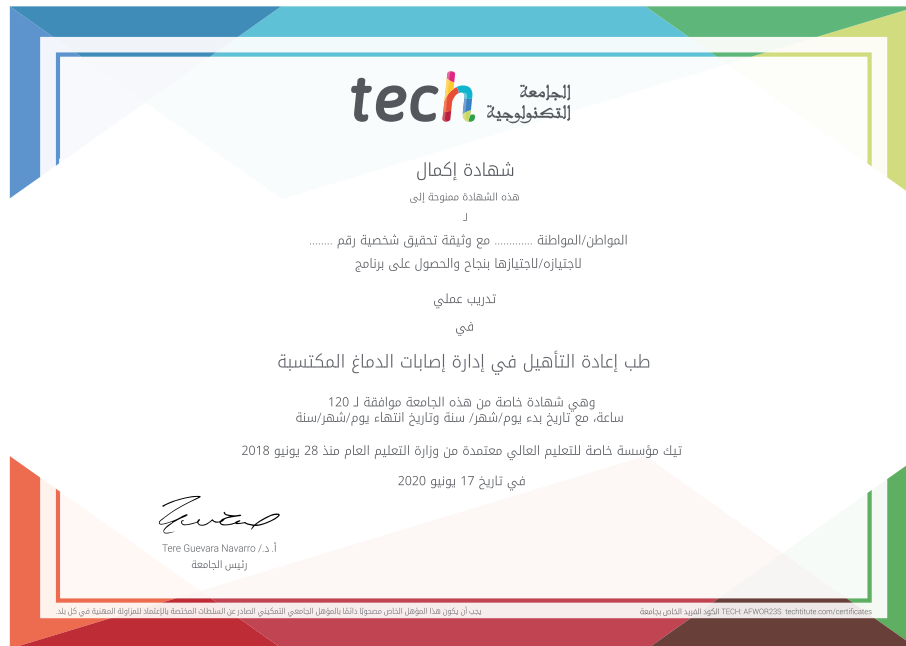 tech الجامعة
التكنولوجية
شهادة إكمال
هذه الشهادة ممنوحة إلى
لـ
المواطن/المواطنة ............. مع وثيقة تحقيق شخصية رقم ........
لاجتيازه/لاجتيازها بنجاح والحصول على برنامج
تدريب عملي
في
طب إعادة التأهيل في إدارة إصابات الدماغ المكتسبة
وهي شهادة خاصة من هذه الجامعة موافقة لـ 120
ساعة، مع تاريخ بدء يوم/شهر/ سنة وتاريخ انتهاء يوم/شهر/سنة
تيك مؤسسة خاصة للتعليم العالي معتمدة من وزارة التعليم العام منذ 28 يونيو 2018
في تاريخ 17 يونيو 2020
أ. د./ Tere Guevara Navarro
رئيس الجامعة
يجب أن يكون هذا المؤهل الخاص مصحوبًا دائمًا بالمؤهل الجامعي التمكيني الصادر عن السلطات المختصة بالإعتماد للمزاولة المهنية في كل بلد.
الكود الفريد الخاص بجامعة TECH: AFWOR23S techtitute.com/certificates